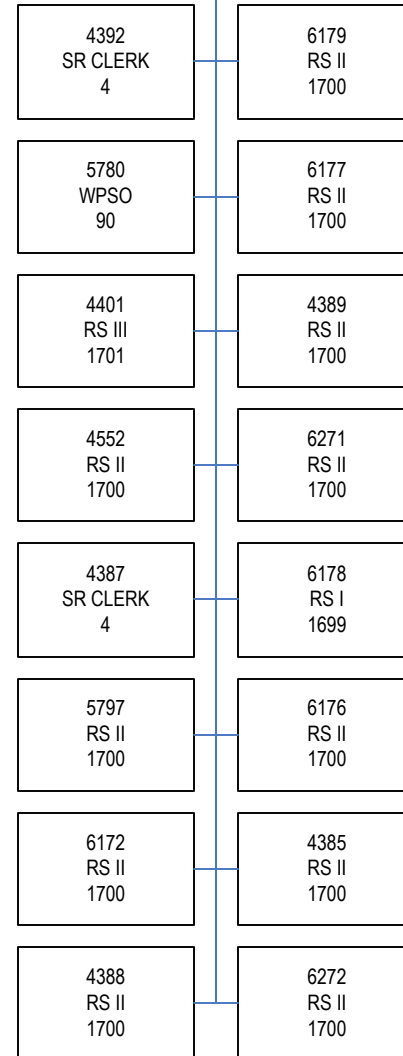 4392
SR CLERK
4
6179
RS II
1700
5780
WPSO
90
6177
RS II
1700
4401
RS III
1701
4389
RS II
1700
4552
RS II
1700
6271
RS II
1700
4387
SR CLERK
4
6178
RS I
1699
5797
RS II
1700
6176
RS II
1700
6172
RS II
1700
4385
RS II
1700
4388
RS II
1700
6272
RS II
1700